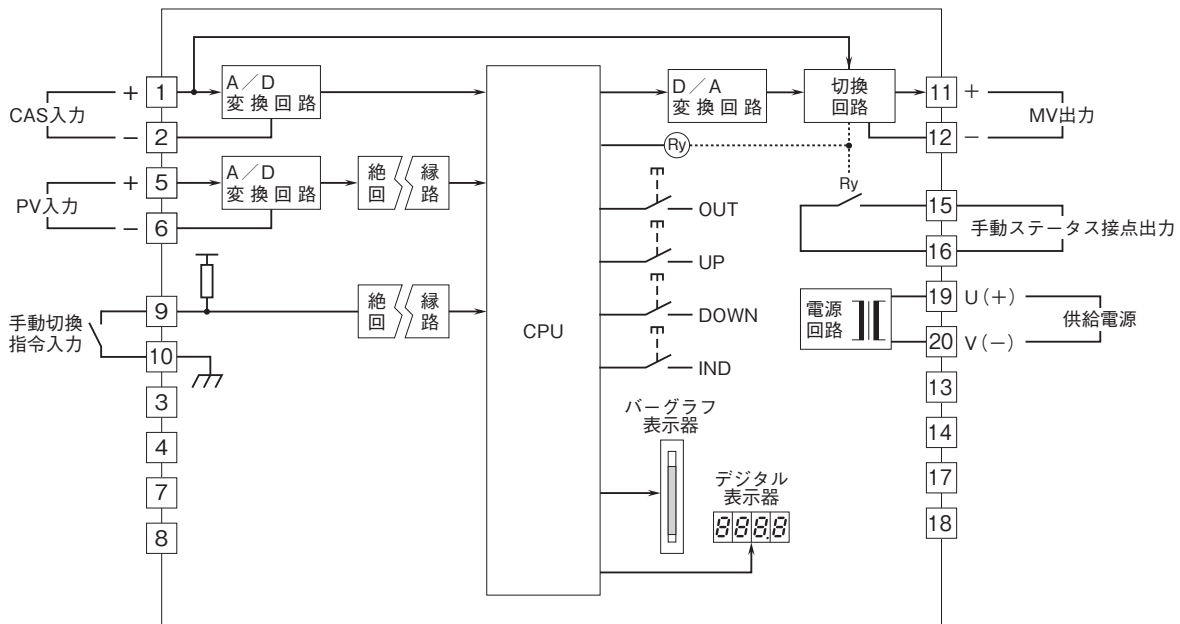 CAS入力
+
−
1
2
A／D
変換回路
PV入力
+
−
5
6
A／D
変換回路
絶 縁
回 路
手動切換
指令入力
9
10
絶 縁
回 路
3
4
7
8
CPU
D／A
変換回路
切換
回路
Ry
Ry
OUT
UP
DOWN
IND
バーグラフ
表示器
デジタル
表示器
888.8
11
+
12
−
MV出力
15
16
手動ステータス接点出力
電源
回路
19
U（+）
20
V（−）
供給電源
13
14
17
18